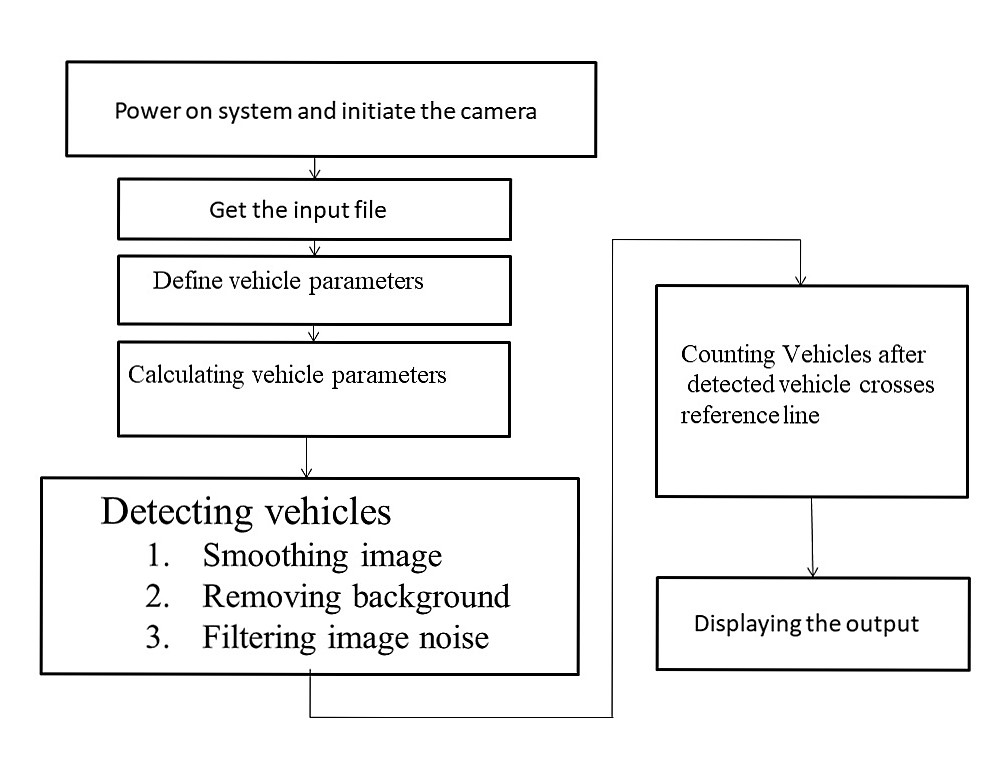 Power on system and initiate the camera
Get the input file
Define vehicle parameters
Calculating vehicle parameters
Detecting vehicles
1. Smoothing image
2. Removing background
3. Filtering image noise
Counting Vehicles after
detected vehicle crosses
reference line
Displaying the output